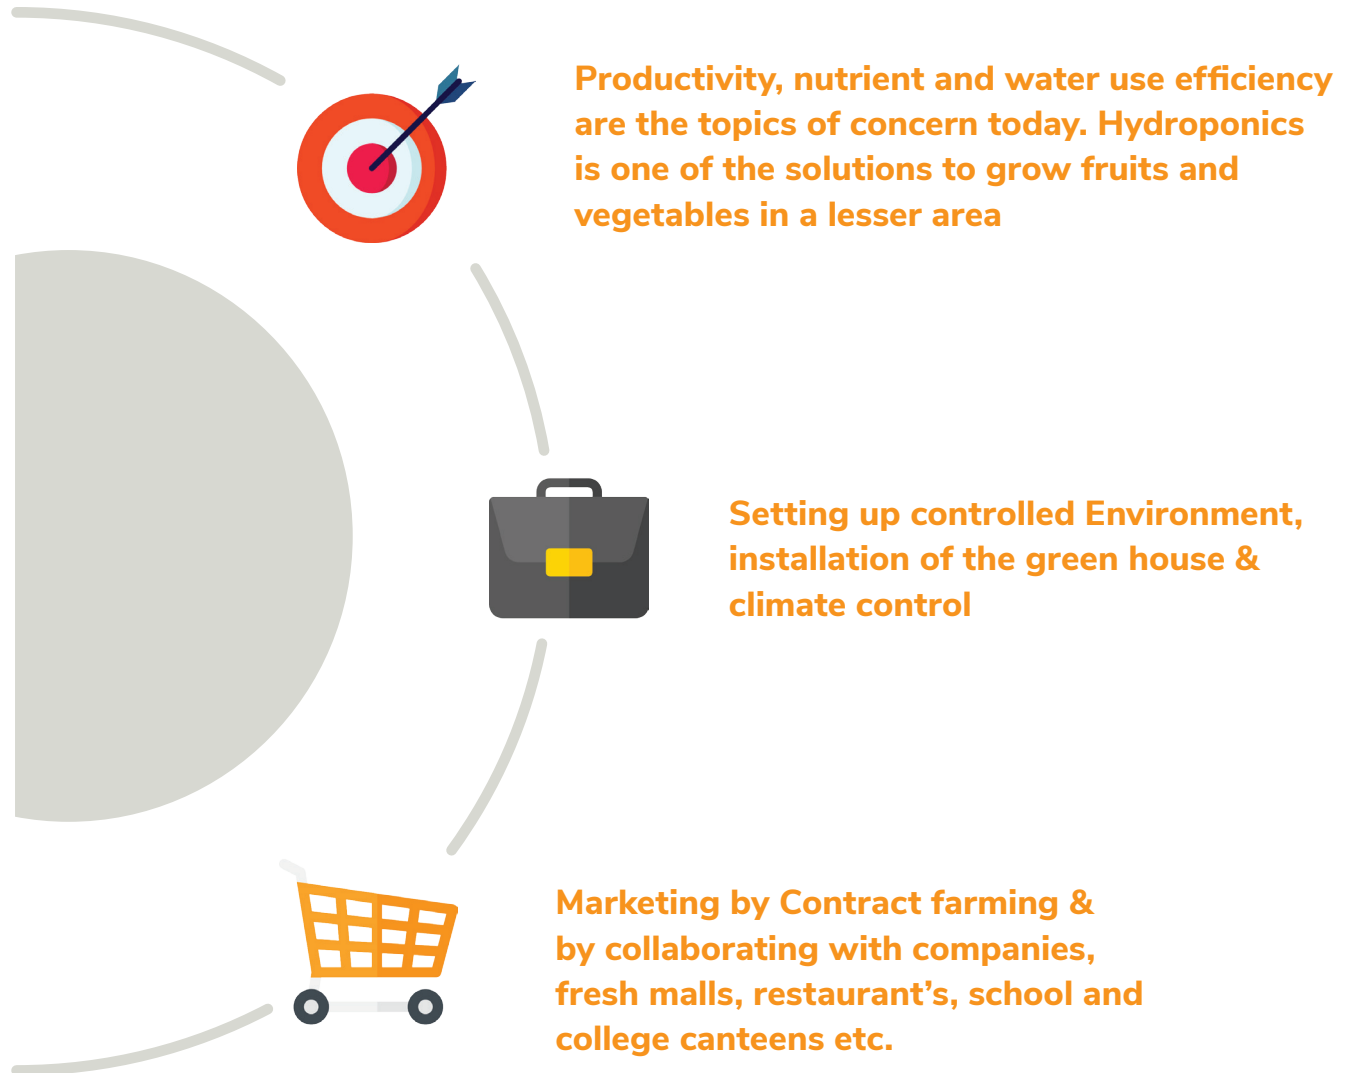 Productivity, nutrient and water use efficiency
are the topics of concern today. Hydroponics
is one of the solutions to grow fruits and
vegetables in a lesser area
Setting up controlled Environment,
installation of the green house &
climate control
Marketing by Contract farming &
by collaborating with companies,
fresh malls, restaurant’s, school and
college canteens etc.